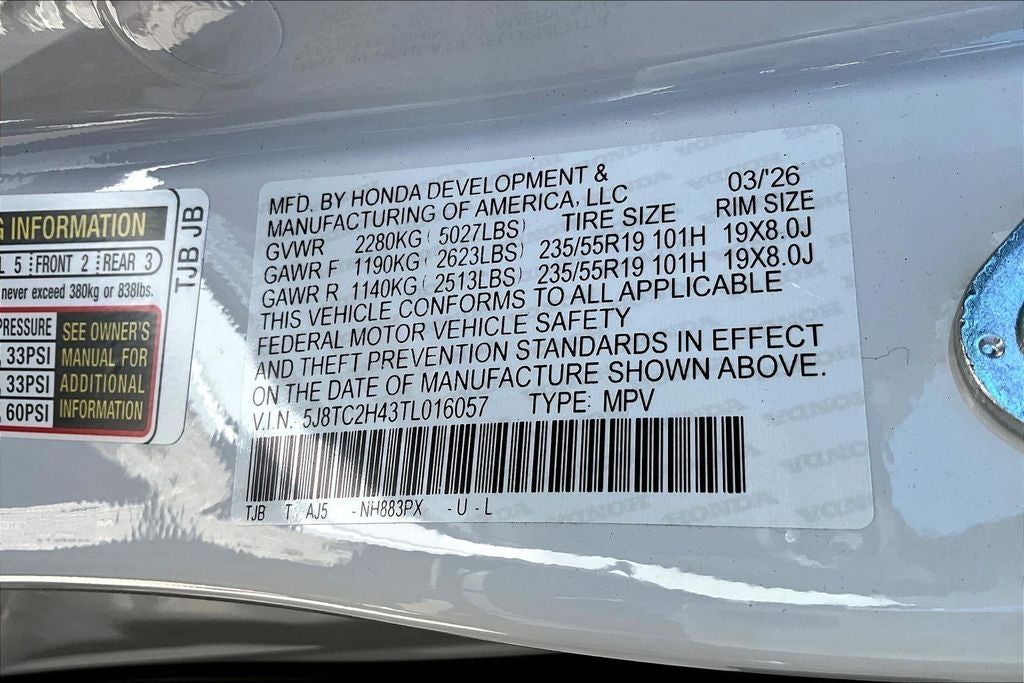 G INFORMATION
L 5 FRONT 2 REAR 3
never exceed 380kg or 838lbs.
PRESSURE
33PSI
33PSI
60PSI
SEE OWNER'S
MANUAL FOR
ADDITIONAL
INFORMATION
TJB JB
MFD. BY HONDA DEVELOPMENT & 03/'26
MANUFACTURING OF AMERICA, LLC
GVWR 2280KG ( 5027LBS) TIRE SIZE RIM SIZE
GAWR F 1190KG ( 2623LBS) 235/55R19 101H 19X8.0J
GAWR R 1140KG ( 2513LBS) 235/55R19 101H 19X8.0J
THIS VEHICLE CONFORMS TO ALL APPLICABLE
FEDERAL MOTOR VEHICLE SAFETY
AND THEFT PREVENTION STANDARDS IN EFFECT
ON THE DATE OF MANUFACTURE SHOWN ABOVE.
V.I.N. 5J8TC2H43TL016057 TYPE: MPV
TJB T AJ5 - NH883PX - U - L